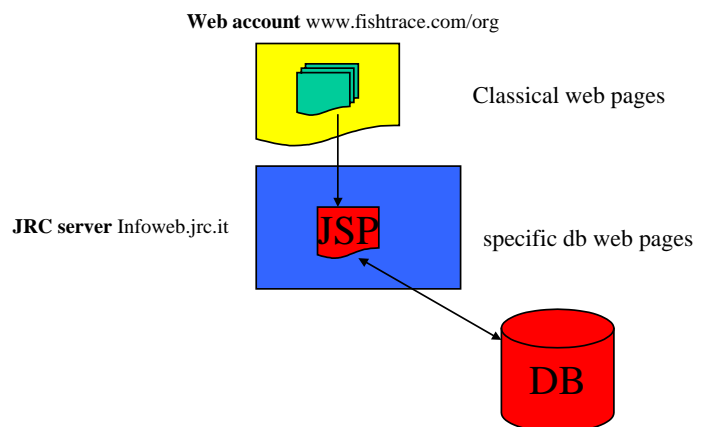 Web account www.fishtrace.com/org
Classical web pages
JRC server Infoweb.jrc.it
JSP
specific db web pages
DB